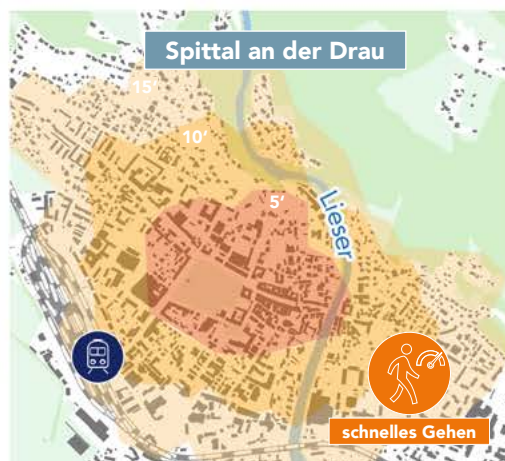 Spittal an der Drau
15'
10'
5'
Lieser
schnelles Gehen